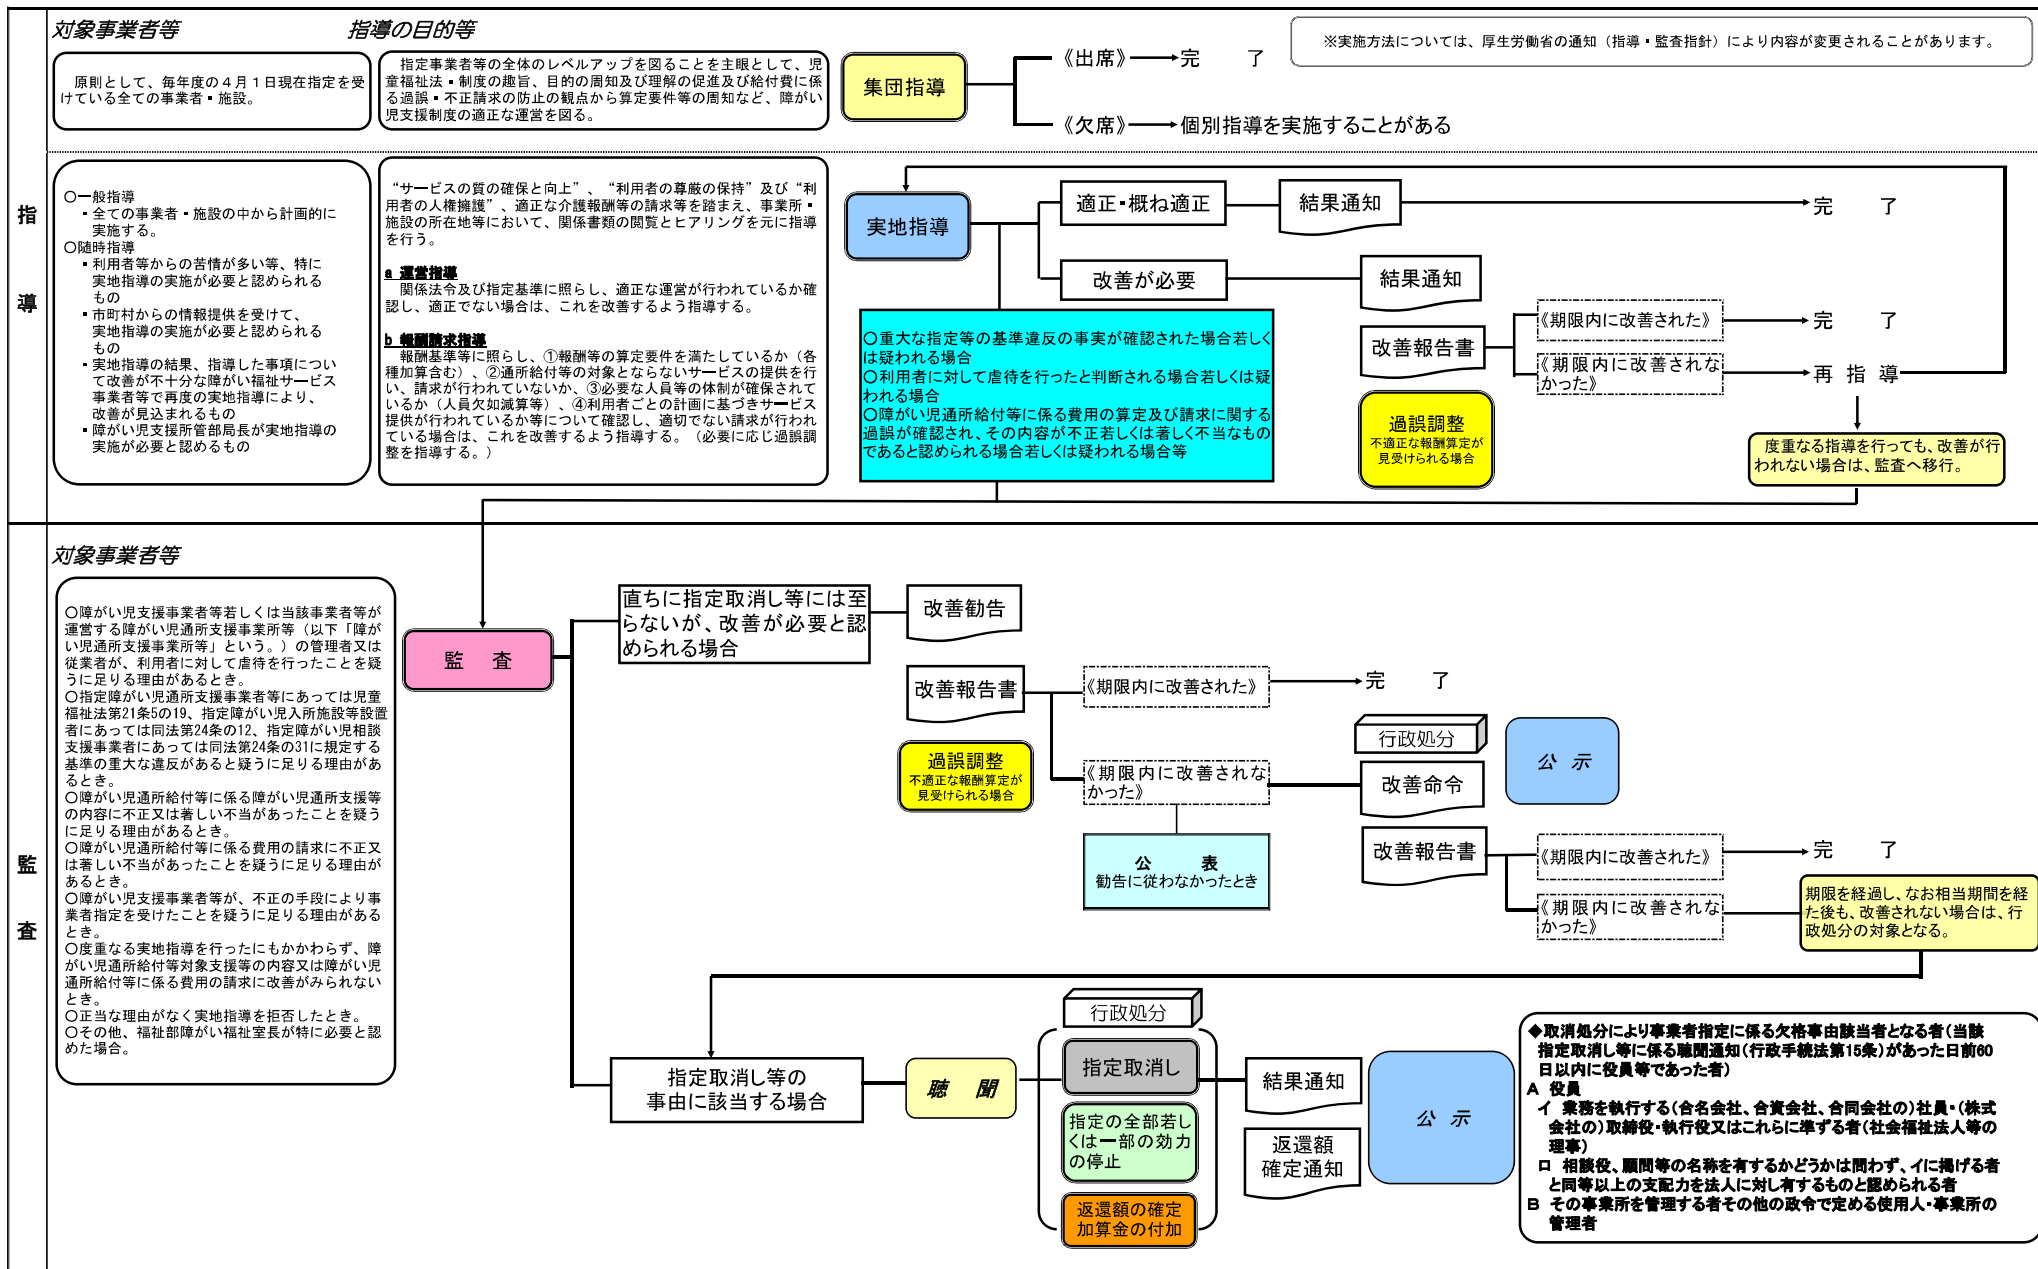 対象事業者等
指導の目的等
※実施方法については、厚生労働省の通知（指導・監査指針）により内容が変更されることがあります。
原則として、毎年度の４月１日現在指定を受
けている全ての事業者・施設。
指定事業者等の全体のレベルアップを図ることを主眼として、児
童福祉法・制度の趣旨、目的の周知及び理解の促進及び給付費に係
る過誤・不正請求の防止の観点から算定要件等の周知など、障がい
児支援制度の適正な運営を図る。
集団指導
《出席》
完　了
《欠席》
個別指導を実施することがある
指
導
○一般指導
・全ての事業者・施設の中から計画的に
実施する。
○随時指導
・利用者等からの苦情が多い等、特に
実地指導の実施が必要と認められる
もの
・市町村からの情報提供を受けて、
実地指導の実施が必要と認められる
もの
・実地指導の結果、指導した事項につい
て改善が不十分な障がい福祉サービス
事業者等で再度の実地指導により、
改善が見込まれるもの
・障がい児支援所管部局長が実地指導の
実施が必要と認めるもの
“サービスの質の確保と向上”、“利用者の尊厳の保持”及び“利
用者の人権擁護”、適正な介護報酬等の請求等を踏まえ、事業所・
施設の所在地等において、関係書類の閲覧とヒアリングを元に指導
を行う。
a 運営指導
関係法令及び指定基準に照らし、適正な運営が行われているか確
認し、適正でない場合は、これを改善するよう指導する。
b 報酬請求指導
報酬基準等に照らし、①報酬等の算定要件を満たしているか（各
種加算含む）、②通所給付等の対象とならないサービスの提供を行
い、請求が行われていないか、③必要な人員等の体制が確保されて
いるか（人員欠如減算等）、④利用者ごとの計画に基づきサービス
提供が行われているか等について確認し、適切でない請求が行われ
ている場合は、これを改善するよう指導する。（必要に応じ過誤調
整を指導する。）
実地指導
適正・概ね適正
結果通知
完　了
改善が必要
結果通知
○重大な指定等の基準違反の事実が確認された場合若しく
は疑われる場合
○利用者に対して虐待を行ったと判断される場合若しくは疑
われる場合
○障がい児通所給付等に係る費用の算定及び請求に関する
過誤が確認され、その内容が不正若しくは著しく不当なもの
であると認められる場合若しくは疑われる場合等
改善報告書
《期限内に改善された》
完　了
《期限内に改善されな
かった》
再 指 導
過誤調整
不適正な報酬算定が
見受けられる場合
度重なる指導を行っても、改善が行
われない場合は、監査へ移行。
監
査
対象事業者等
○障がい児支援事業者等若しくは当該事業者等が
運営する障がい児通所支援事業所等（以下「障が
い児通所支援事業所等」という。）の管理者又は
従業者が、利用者に対して虐待を行ったことを疑
うに足りる理由があるとき。
○指定障がい児通所支援事業者等にあっては児童
福祉法第21条5の19、指定障がい児入所施設等設置
者にあっては同法第24条の12、指定障がい児相談
支援事業者にあっては同法第24条の31に規定する
基準の重大な違反があると疑うに足りる理由があ
るとき。
○障がい児通所給付等に係る障がい児通所支援等
の内容に不正又は著しい不当があったことを疑う
に足りる理由があるとき。
○障がい児通所給付等に係る費用の請求に不正又
は著しい不当があったことを疑うに足りる理由が
あるとき。
○障がい児支援事業者等が、不正の手段により事
業者指定を受けたことを疑うに足りる理由がある
とき。
○度重なる実地指導を行ったにもかかわらず、障
がい児通所給付等対象支援等の内容又は障がい児
通所給付等に係る費用の請求に改善がみられない
とき。
○正当な理由がなく実地指導を拒否したとき。
○その他、福祉部障がい福祉室長が特に必要と認
めた場合。
監　査
直ちに指定取消し等には至
らないが、改善が必要と認
められる場合
改善勧告
改善報告書
《期限内に改善された》
完　了
過誤調整
不適正な報酬算定が
見受けられる場合
《期限内に改善されな
かった》
行政処分
改善命令
公 示
公　表
勧告に従わなかったとき
改善報告書
《期限内に改善された》
完　了
《期限内に改善されな
かった》
期限を経過し、なお相当期間を経
た後も、改善されない場合は、行
政処分の対象となる。
指定取消し等の
事由に該当する場合
聴　聞
行政処分
指定取消し
指定の全部若し
くは一部の効力
の停止
返還額の確定
加算金の付加
結果通知
返還額
確定通知
公 示
◆取消処分により事業者指定に係る欠格事由該当者となる者（当該
指定取消し等に係る聴聞通知（行政手続法第15条）があった日前60
日以内に役員等であった者）
A 役員
イ 業務を執行する（合名会社、合資会社、合同会社の）社員・（株式
会社の）取締役・執行役又はこれらに準ずる者（社会福祉法人等の
理事）
ロ 相談役、顧問等の名称を有するかどうかは問わず、イに掲げる者
と同等以上の支配力を法人に対し有するものと認められる者
B その事業所を管理する者その他の政令で定める使用人・事業所の
管理者